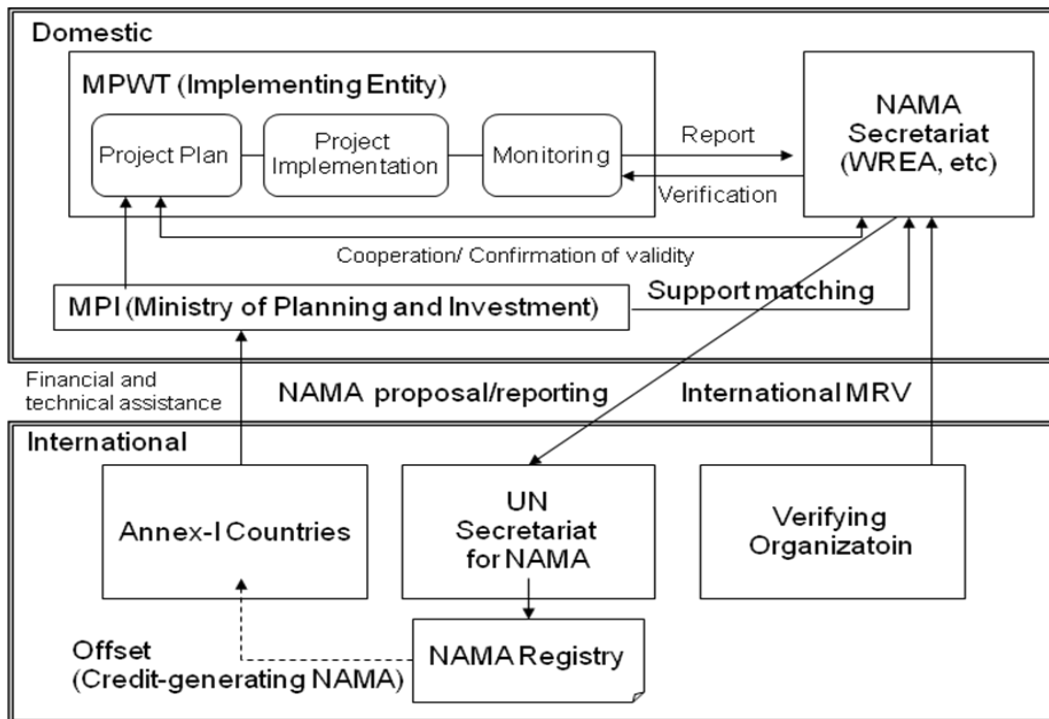 Domestic
MPWT (Implementing Entity)
Project Plan
Project
Implementation
Monitoring
Report
Verification
NAMA
Secretariat
(WREA, etc)
Cooperation/ Confirmation of validity
MPI (Ministry of Planning and Investment)
Support matching
Financial and
technical assistance
NAMA proposal/reporting
International MRV
International
Annex-I Countries
UN
Secretariat
for NAMA
Verifying
Organizatoin
Offset
(Credit-generating NAMA)
NAMA Registry